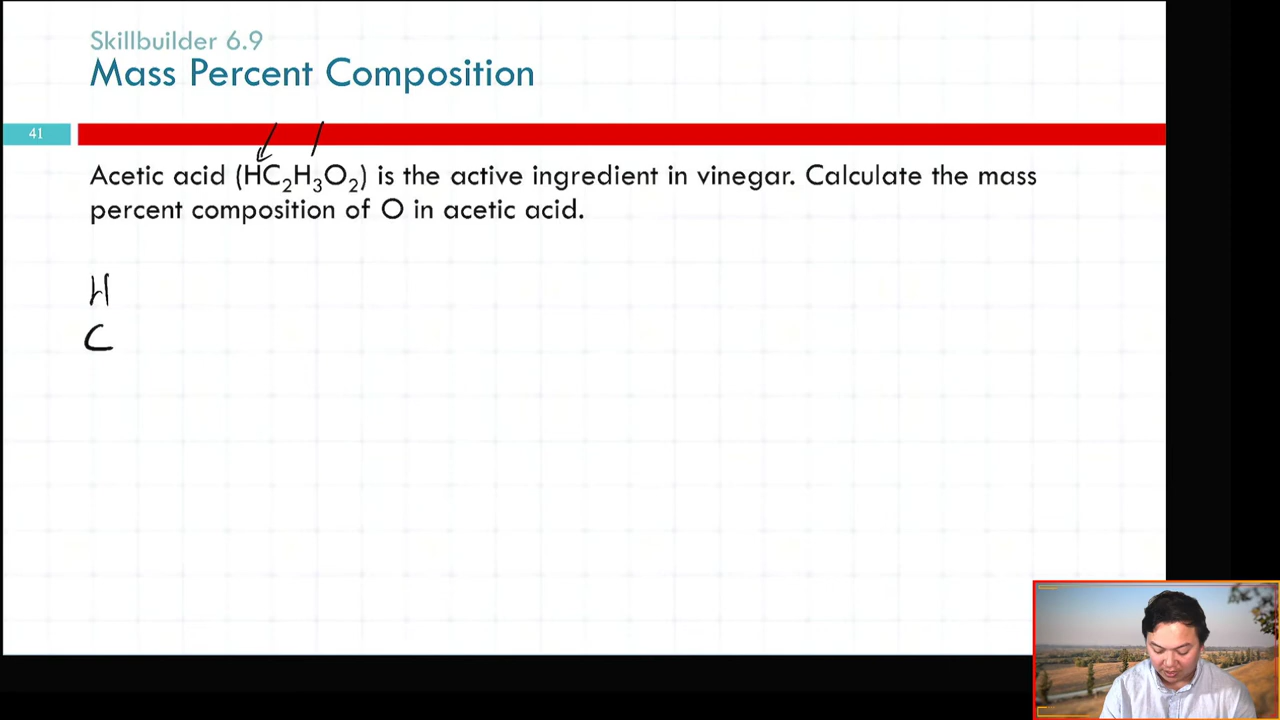 Skillbuilder 6.9
Mass Percent Composition
41
Acetic acid (HC₂H₃O₂) is the active ingredient in vinegar. Calculate the mass
percent composition of O in acetic acid.
H
C